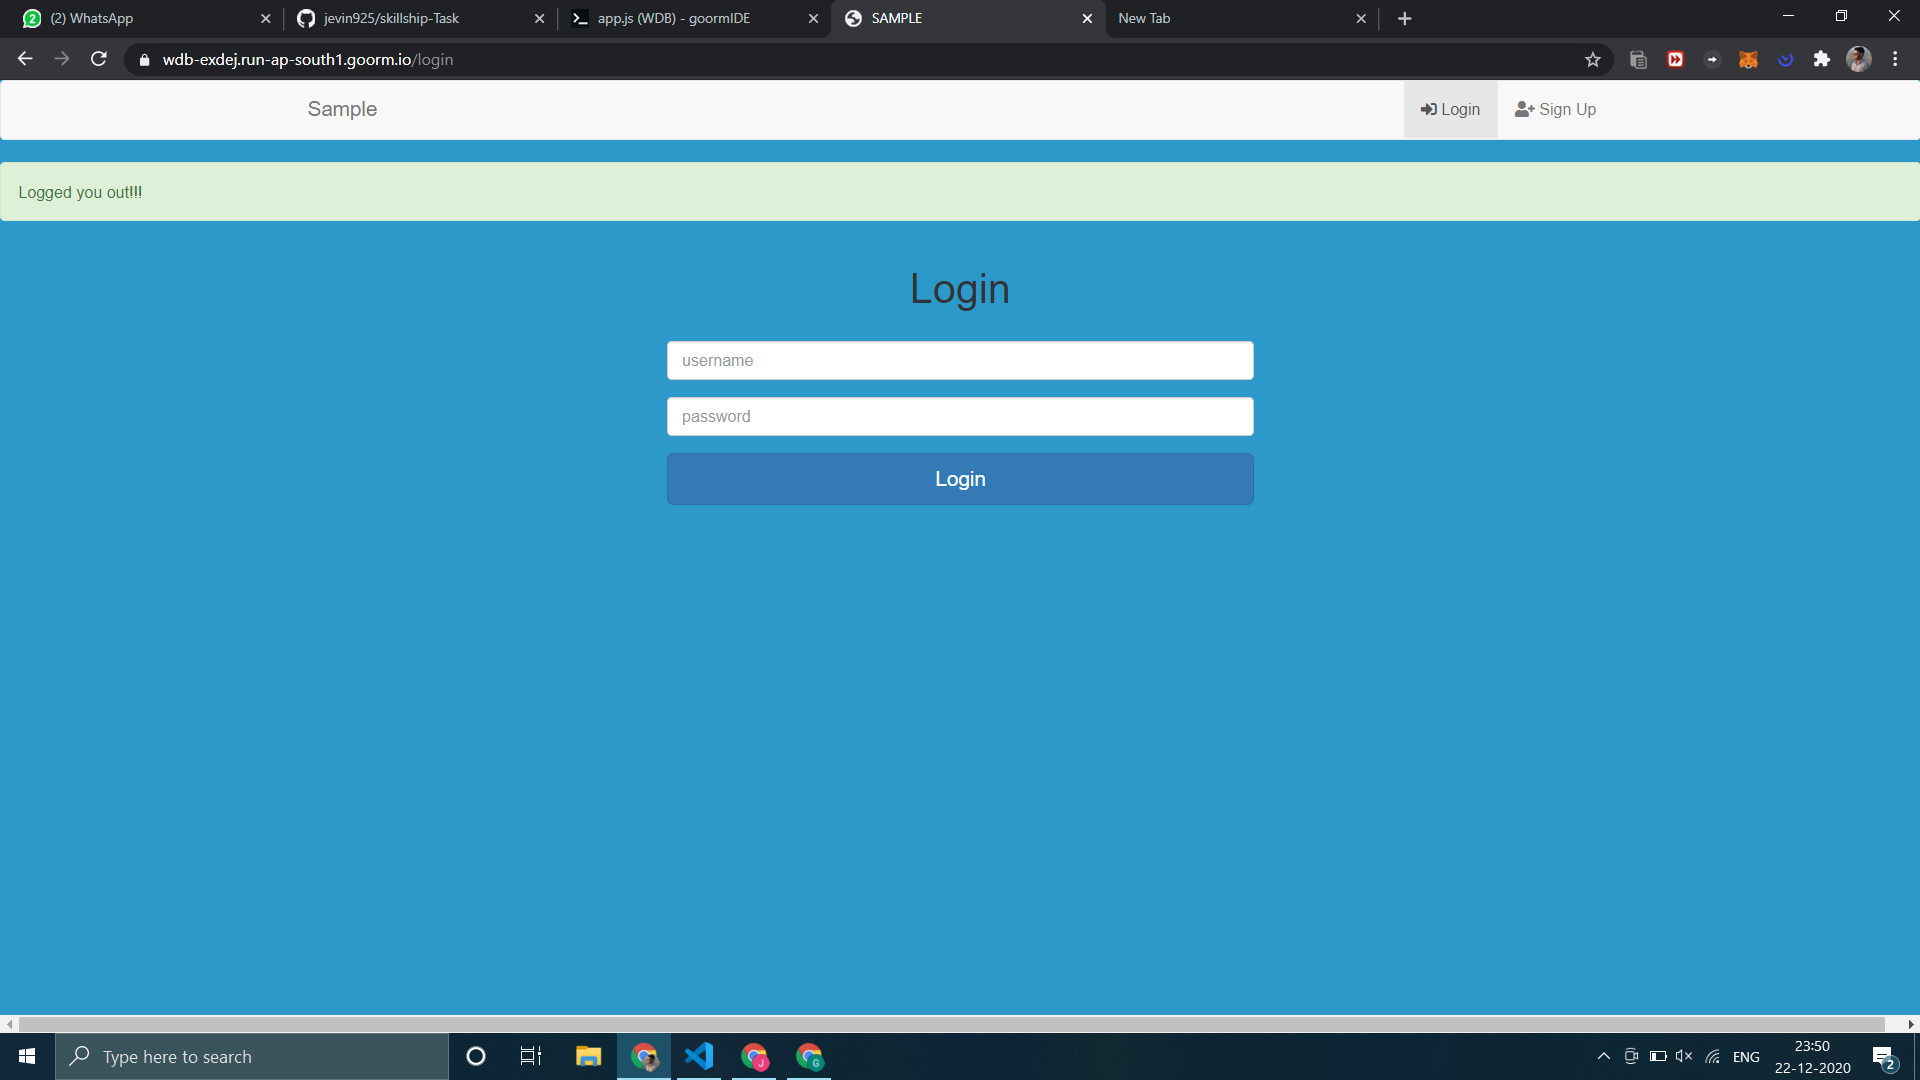 (2) WhatsApp
jevin925/skillship-Task
app.js (WDB) - goormIDE
SAMPLE
New Tab
wdb-exdej.run-ap-south1.goorm.io/login
Sample
Login
Sign Up
Logged you out!!!
Login
username
password
Login
Type here to search
ENG
23:50
22-12-2020
2